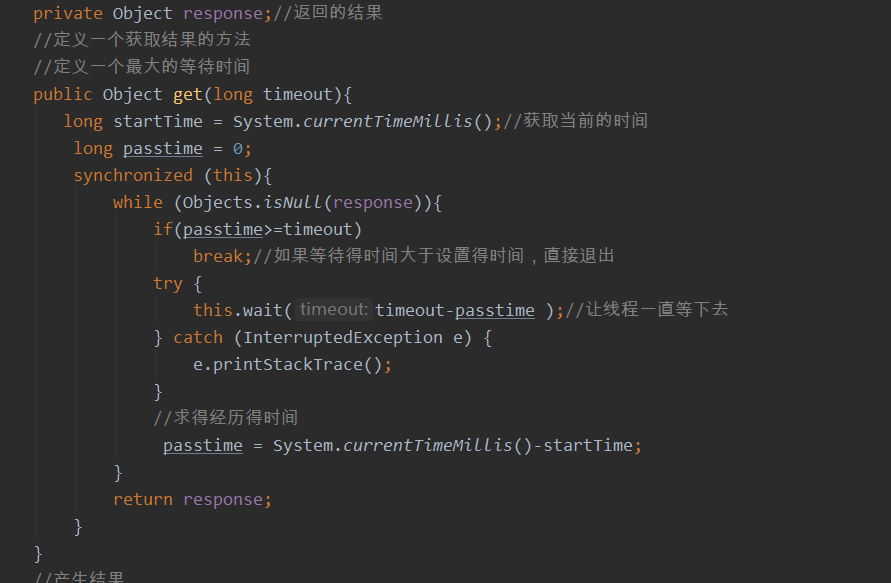 private Object response;//返回的结果
//定义一个获取结果的方法
//定义一个最大的等待时间
public Object get(long timeout){
long startTime = System.currentTimeMillis();//获取当前的时间
long passtime = 0;
synchronized (this){
while (Objects.isNull(response)){
if(passtime>=timeout)
break;//如果等待得时间大于设置得时间，直接退出
try {
this.wait( timeout: timeout-passtime );//让线程一直等下去
} catch (InterruptedException e) {
e.printStackTrace();
}
//求得经历得时间
passtime = System.currentTimeMillis()-startTime;
}
return response;
}
}
//产生结果